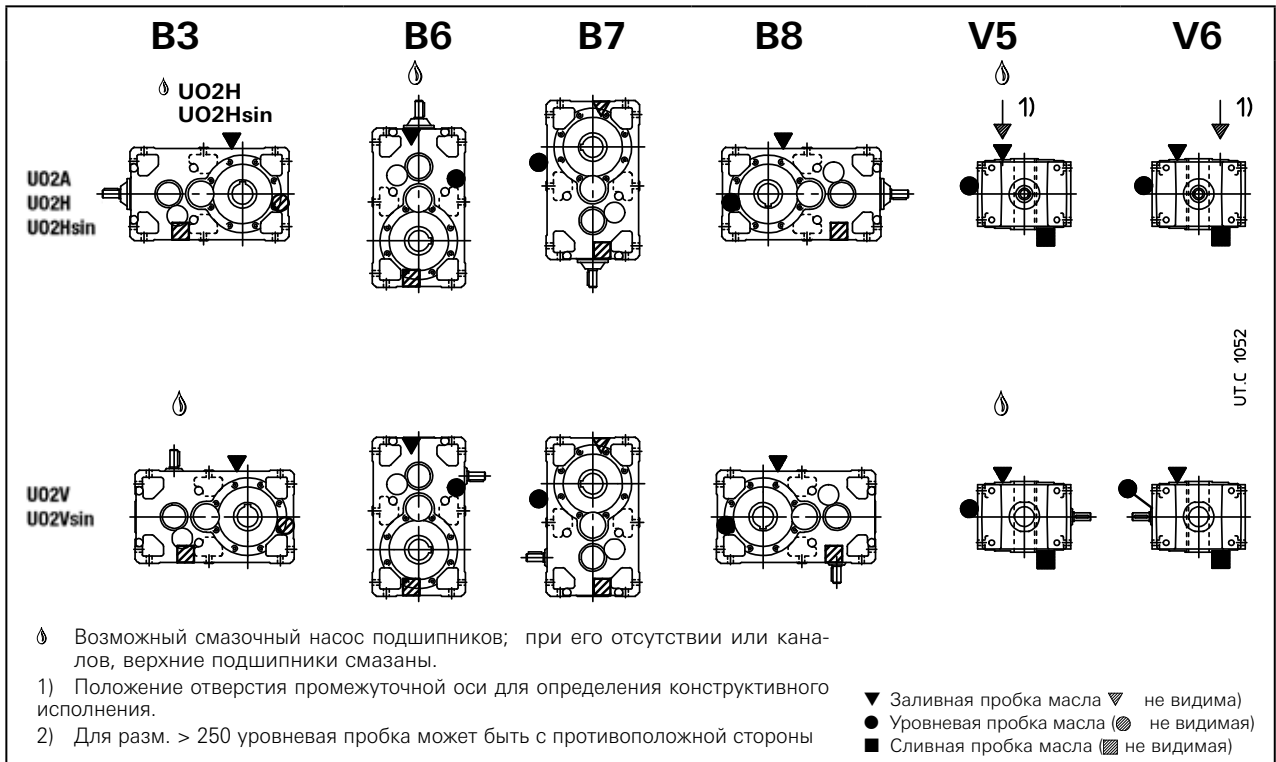 B3 B6 B7 B8 V5 V6
UO2H
UO2Hsin
1) 1)
UO2A
UO2H
UO2Hsin
UT.C 1052
UO2V
UO2Vsin
Возможный смазочный насос подшипников; при его отсутствии или кана-
лов, верхние подшипники смазаны.
1) Положение отверстия промежуточной оси для определения конструктивного
исполнения.
2) Для разм. > 250 уровневая пробка может быть с противоположной стороны
▼ Заливная пробка масла ▼ не видима)
● Уровневая пробка масла (● не видимая)
■ Сливная пробка масла (▨ не видимая)